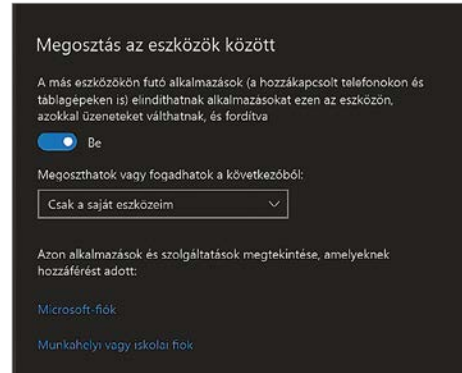 Megosztás az eszközök között
A más eszközökön futó alkalmazások (a hozzákapcsolt telefonokon és
táblagépeken is) elindíthatnak alkalmazásokat ezen az eszközön,
azokkal üzeneteket válthatnak, és fordítva
Be
Megoszthatok vagy fogadhatok a következőből:
Csak a saját eszközeim
Azon alkalmazások és szolgáltatások megtekintése, amelyeknek
hozzáférést adott:
Microsoft-fiók
Munkahelyi vagy iskolai fiók